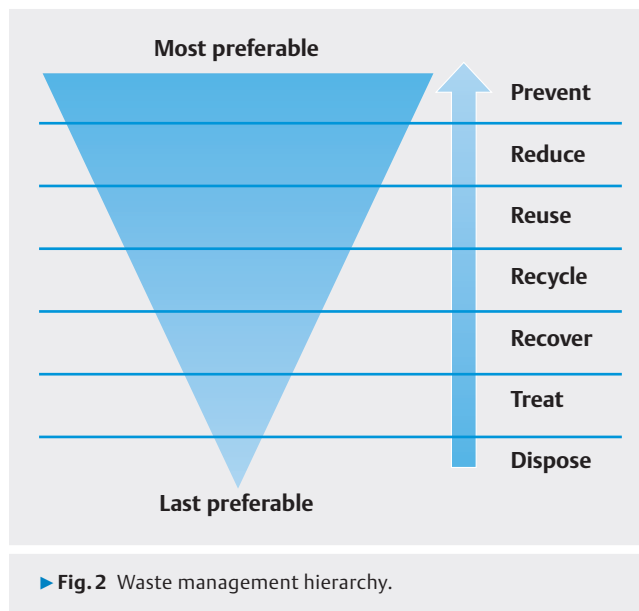 Most preferable
Prevent
Reduce
Reuse
Recycle
Recover
Treat
Dispose
Last preferable
▶ Fig. 2 Waste management hierarchy.